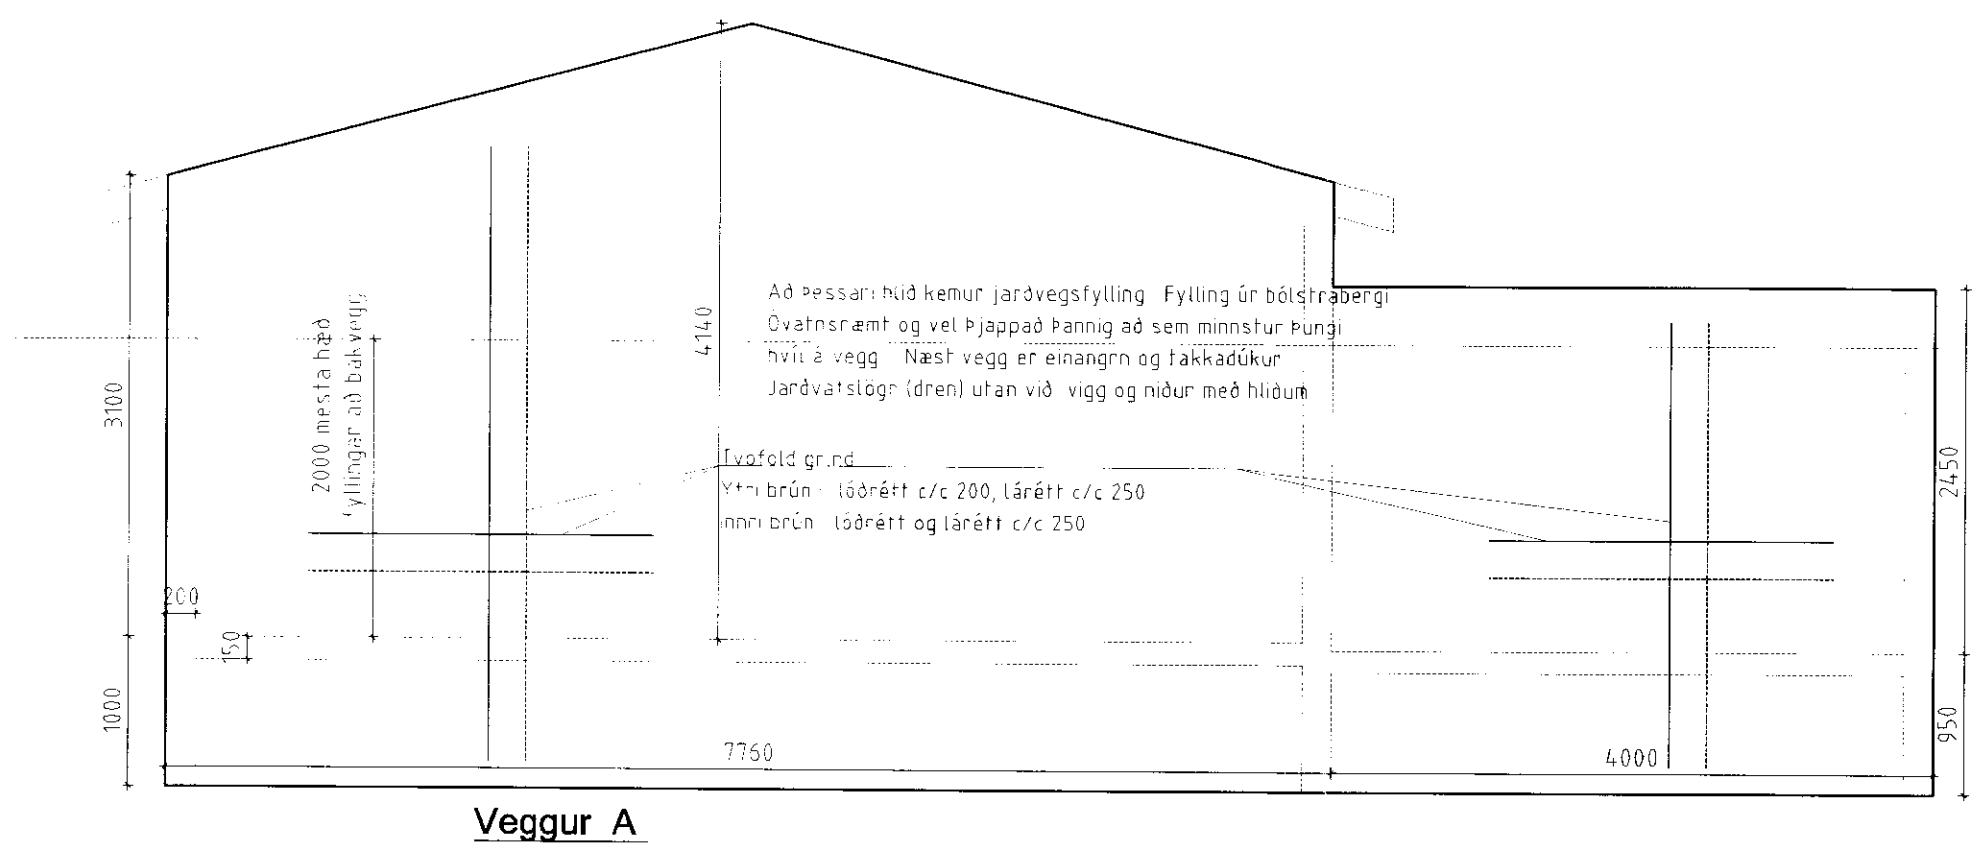 Að þessari hlið kemur jarðvegsfylling Fylling úr bólstrabergi
Óvatnsræmt og vel Þjappað Þannig að sem minnstur Þungi
hvíli á vegg Næst vegg er einangrn og takkadúkur
Jarðvatslögn (dren) utan við vigg og niður með hliðum
Tvöföld grind
Ytri brún - lóðrétt c/c 200, lárétt c/c 250
Innri brún lóðrétt og lárétt c/c 250
2000 mesta hæð
fyllingar að bakvegg
4140
3100
1000
200
150
7760
4000
2450
950
Veggur A